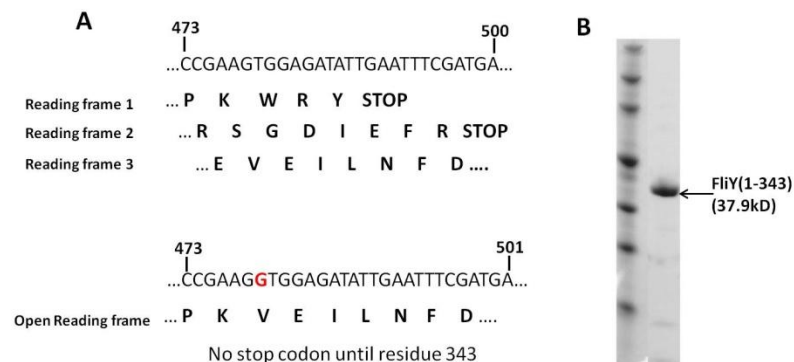 A
473
500
...CCGAAGTGGAGATATTGAATTTCGATGA...
Reading frame 1 ... P K W R Y STOP
Reading frame 2 ... R S G D I E F R STOP
Reading frame 3 ... E V E I L N F D ....
473
501
...CCGAAGGTGGAGATATTGAATTTCGATGA...
Open Reading frame ... P K V E I L N F D ....
No stop codon until residue 343
B
FliY(1-343)
(37.9kD)